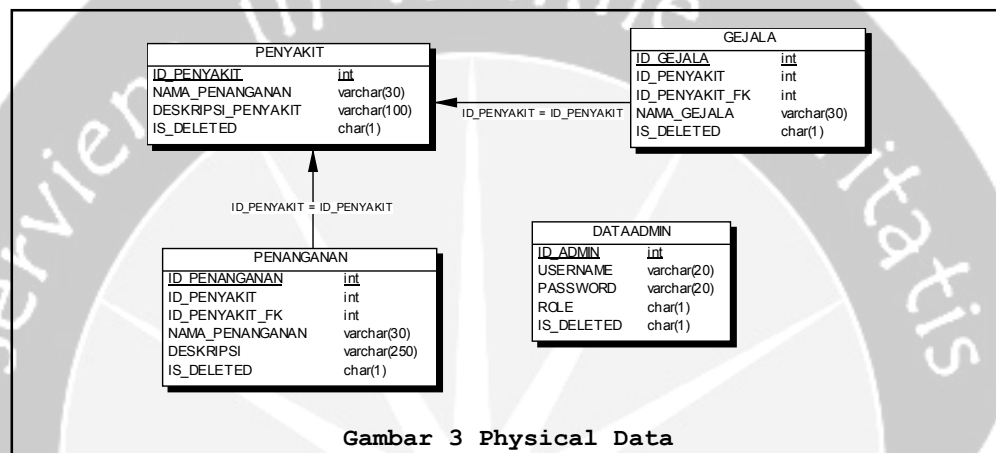 PENYAKIT
ID_PENYAKIT int
NAMA_PENANGANAN varchar(30)
DESKRIPSI_PENYAKIT varchar(100)
IS_DELETED char(1)
GEJALA
ID_GEJALA int
ID_PENYAKIT int
ID_PENYAKIT_FK int
NAMA_GEJALA varchar(30)
IS_DELETED char(1)
ID_PENYAKIT = ID_PENYAKIT
ID_PENYAKIT = ID_PENYAKIT
PENANGANAN
ID_PENANGANAN int
ID_PENYAKIT int
ID_PENYAKIT_FK int
NAMA_PENANGANAN varchar(30)
DESKRIPSI varchar(250)
IS_DELETED char(1)
DATAADMIN
ID_ADMIN int
USERNAME varchar(20)
PASSWORD varchar(20)
ROLE char(1)
IS_DELETED char(1)
Gambar 3 Physical Data